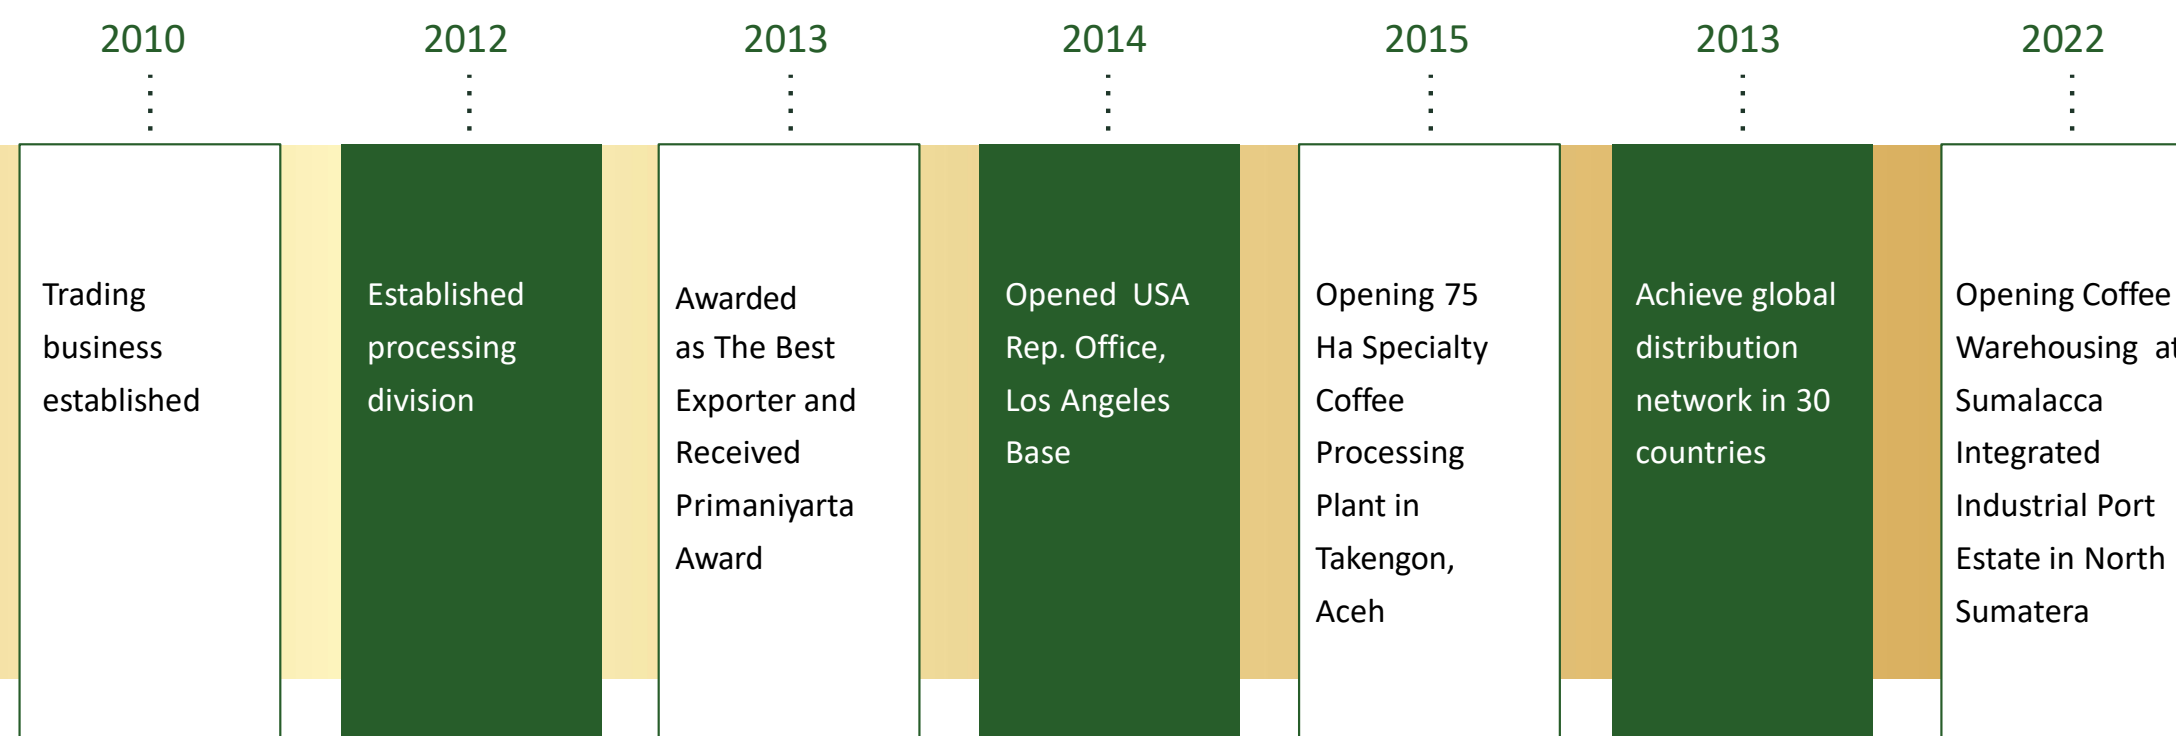 2010
2012
2013
2014
2015
2013
2022
Trading
business
established
Established
processing
division
Awarded
as The Best
Exporter and
Received
Primaniyarta
Award
Opened USA
Rep. Office,
Los Angeles
Base
Opening 75
Ha Specialty
Coffee
Processing
Plant in
Takengon,
Aceh
Achieve global
distribution
network in 30
countries
Opening Coffee
Warehousing at
Sumalacca
Integrated
Industrial Port
Estate in North
Sumatera